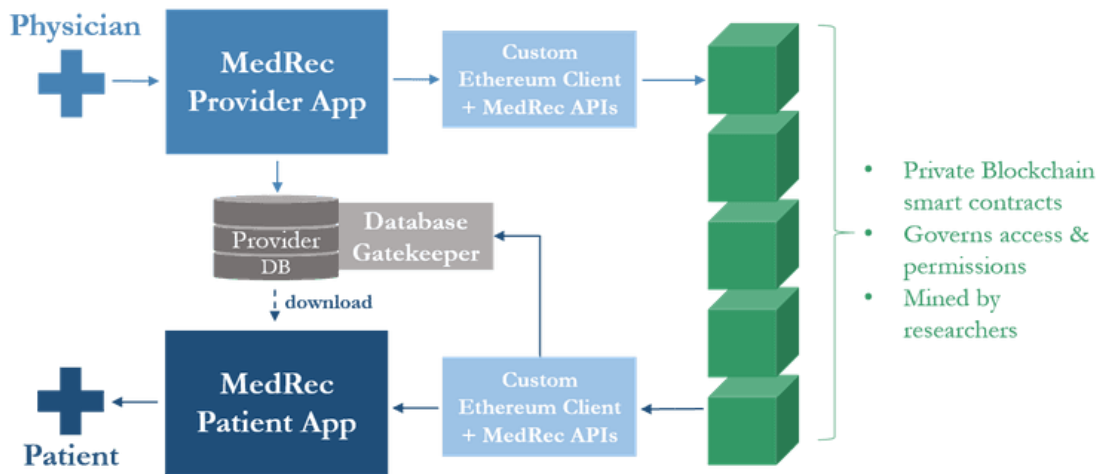 Physician
MedRec
Provider App
Custom
Ethereum Client
+ MedRec APIs
Provider
DB
Database
Gatekeeper
download
• Private Blockchain
smart contracts
• Governs access &
permissions
• Mined by
researchers
MedRec
Patient App
Custom
Ethereum Client
+ MedRec APIs
Patient